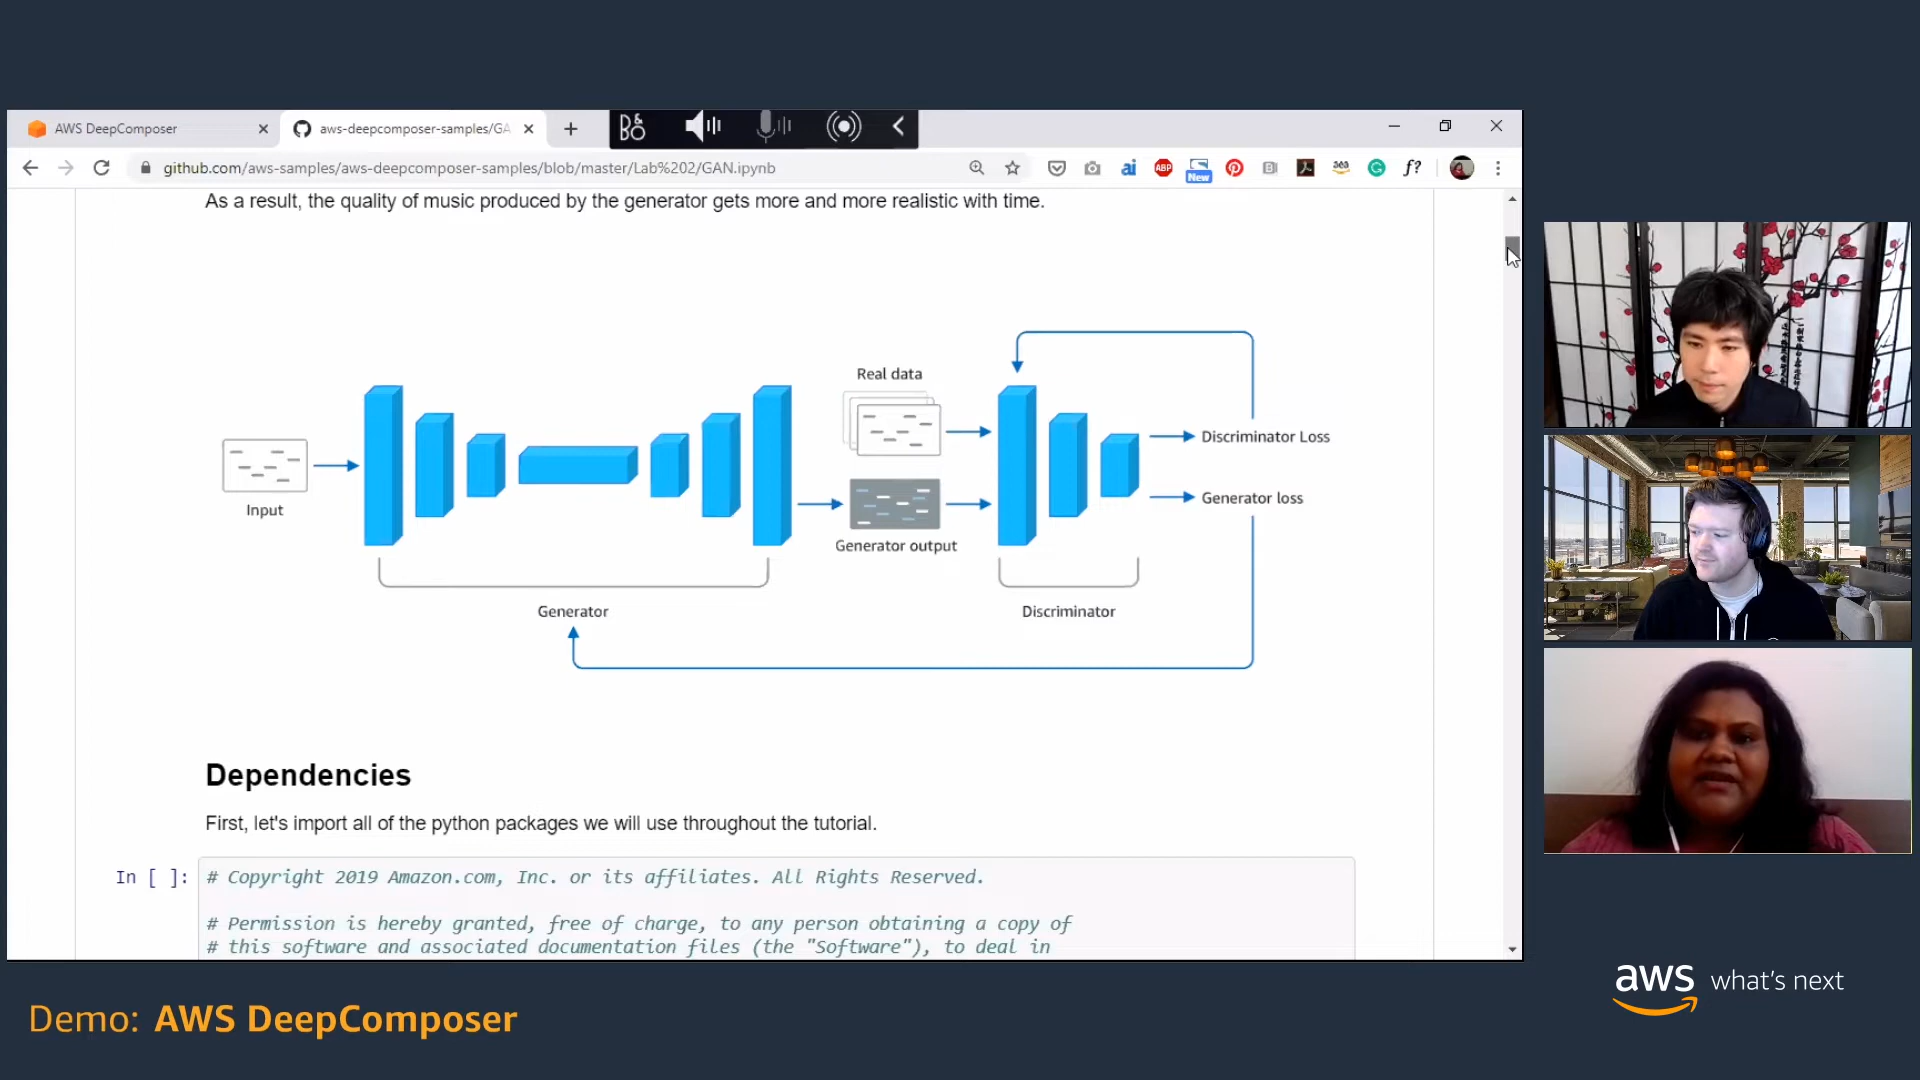 AWS DeepComposer
aws-deepcomposer-samples/GA
B&O
github.com/aws-samples/aws-deepcomposer-samples/blob/master/Lab%202/GAN.ipynb
ai
ABP
New
f?
As a result, the quality of music produced by the generator gets more and more realistic with time.
Real data
Discriminator Loss
Generator loss
Input
Generator output
Generator
Discriminator
Dependencies
First, let's import all of the python packages we will use throughout the tutorial.
In [ ]:
# Copyright 2019 Amazon.com, Inc. or its affiliates. All Rights Reserved.
# Permission is hereby granted, free of charge, to any person obtaining a copy of
# this software and associated documentation files (the "Software"), to deal in
aws what's next
Demo: AWS DeepComposer